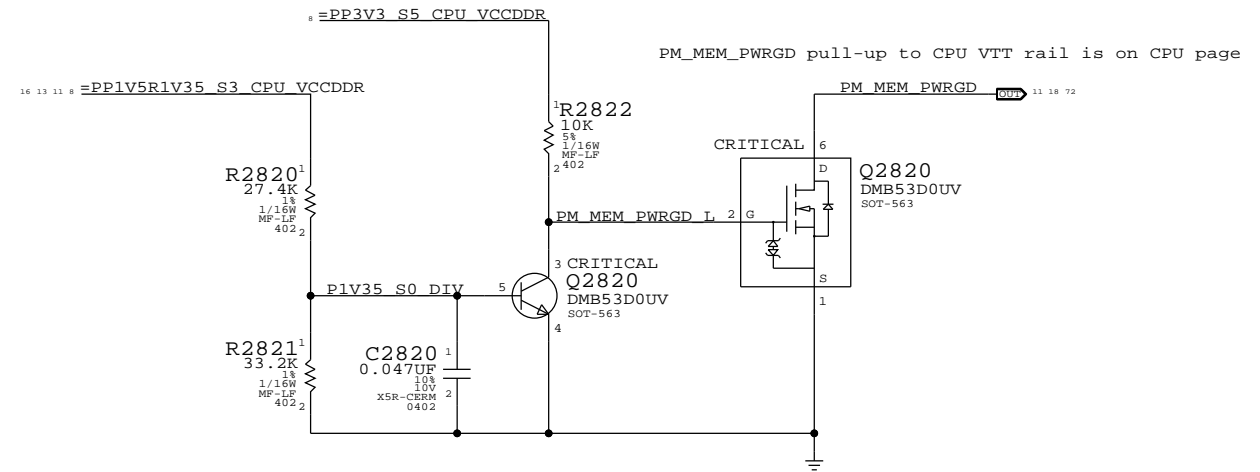 8 =PP3V3_S5_CPU_VCCDDR
PM_MEM_PWRGD pull-up to CPU VTT rail is on CPU page
16 13 11 8 =PP1V5R1V35_S3_CPU_VCCDDR
PM_MEM_PWRGD OUT 11 18 72
1 R2822
10K
5%
1/16W
MF-LF
2 402
CRITICAL 6
D
R2820 1
27.4K
1%
1/16W
MF-LF
402 2
Q2820
DMB53D0UV
SOT-563
PM_MEM_PWRGD_L 2 G
S
1
3 CRITICAL
Q2820
DMB53D0UV
SOT-563
P1V35_S0_DIV 5
4
R2821 1
33.2K
1%
1/16W
MF-LF
402 2
C2820 1
0.047UF
10%
10V
X5R-CERM 2
0402